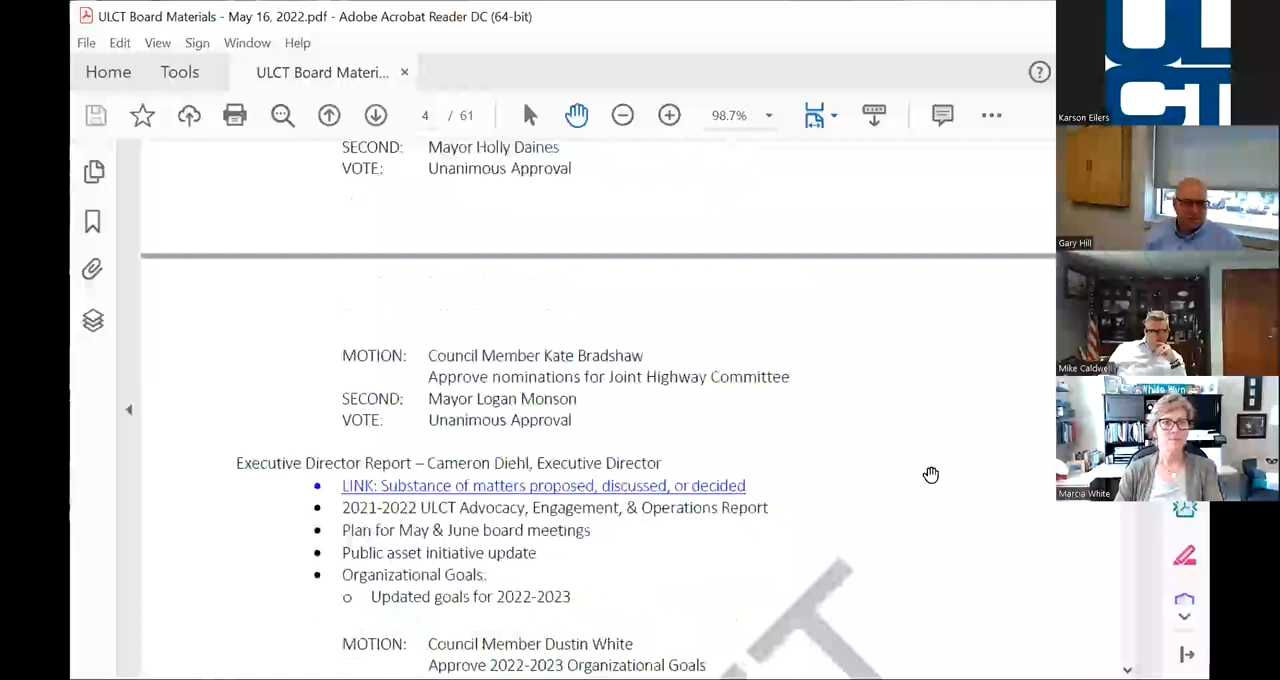 ULCT Board Materials - May 16, 2022.pdf - Adobe Acrobat Reader DC (64-bit)
File Edit View Sign Window Help
Home Tools ULCT Board Materi... ×
4 / 61 98.7%
SECOND: Mayor Holly Daines
VOTE: Unanimous Approval
MOTION: Council Member Kate Bradshaw
Approve nominations for Joint Highway Committee
SECOND: Mayor Logan Monson
VOTE: Unanimous Approval
Executive Director Report – Cameron Diehl, Executive Director
• LINK: Substance of matters proposed, discussed, or decided
• 2021-2022 ULCT Advocacy, Engagement, & Operations Report
• Plan for May & June board meetings
• Public asset initiative update
• Organizational Goals:
o Updated goals for 2022-2023
MOTION: Council Member Dustin White
Approve 2022-2023 Organizational Goals
ULCT
Karson Eilers
Gary Hill
Mike Caldwell
Marcia White